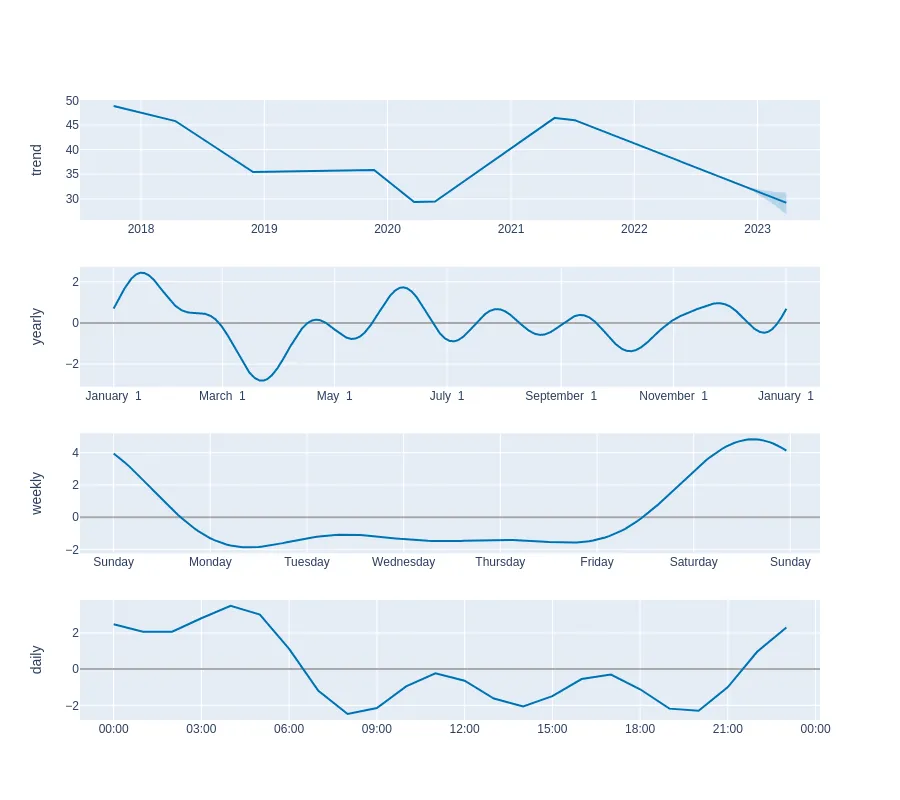 trend
50
45
40
35
30
2018 2019 2020 2021 2022 2023
yearly
2
0
−2
January 1 March 1 May 1 July 1 September 1 November 1 January 1
weekly
4
2
0
−2
Sunday Monday Tuesday Wednesday Thursday Friday Saturday Sunday
daily
2
0
−2
00:00 03:00 06:00 09:00 12:00 15:00 18:00 21:00 00:00